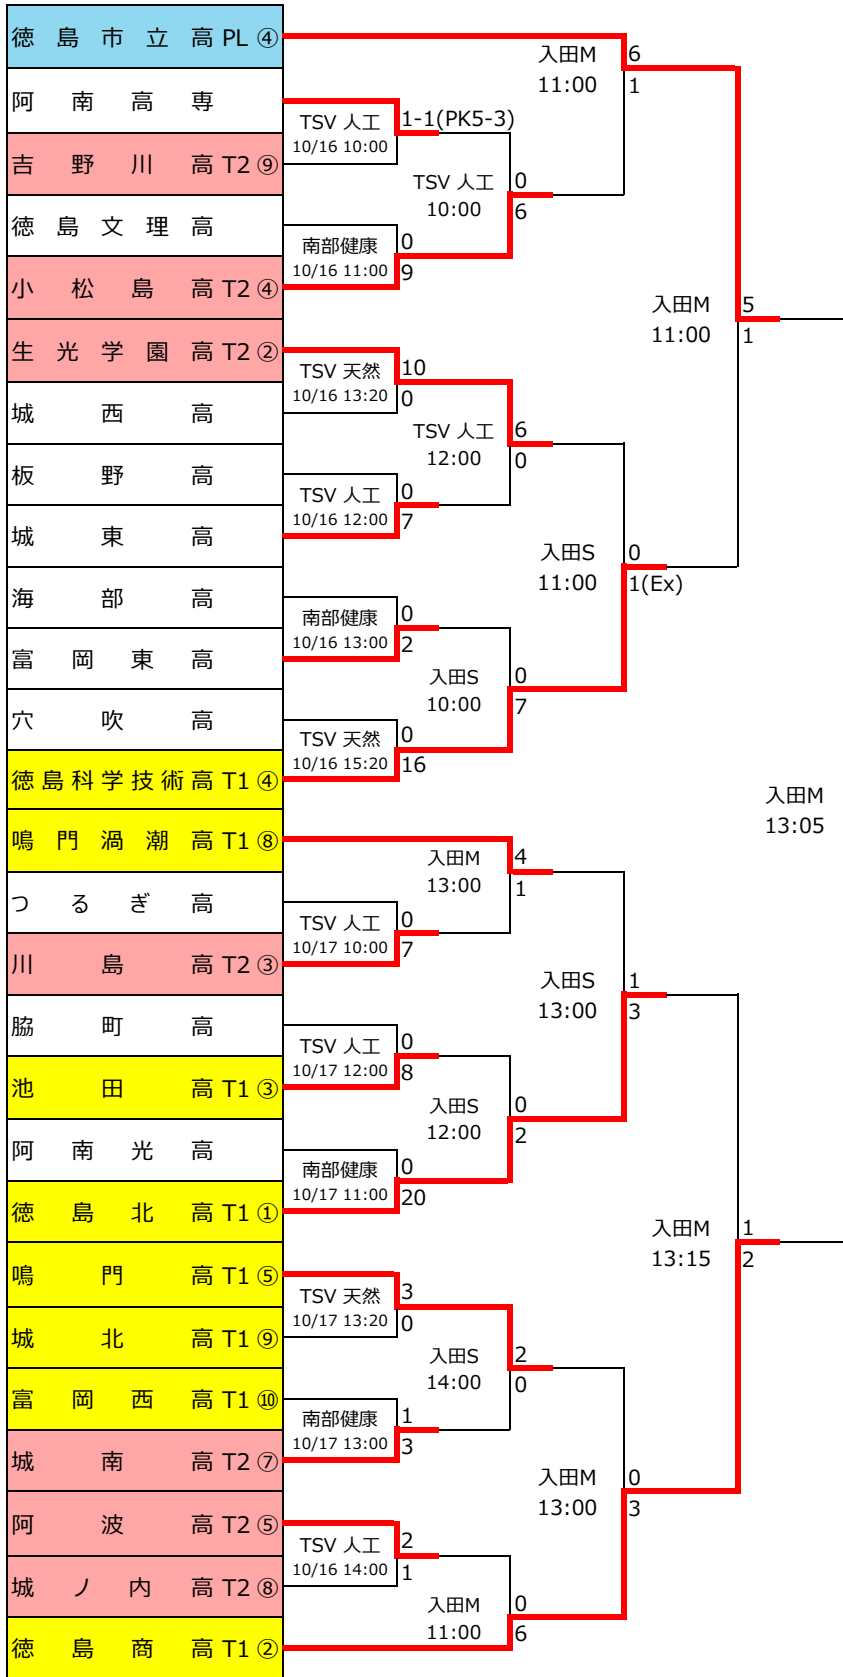 徳島市立高 PL ④
入田M
11:00
6
1
阿南高専
TSV 人工
10/16 10:00
1-1(PK5-3)
吉野川高 T2 ⑨
TSV 人工
10:00
0
6
徳島文理高
南部健康
10/16 11:00
0
9
小松島高 T2 ④
入田M
11:00
5
1
生光学園高 T2 ②
TSV 天然
10/16 13:20
10
0
城西高
TSV 人工
12:00
6
0
板野高
TSV 人工
10/16 12:00
0
7
城東高
入田S
11:00
0
1(Ex)
海部高
南部健康
10/16 13:00
0
2
富岡東高
入田S
10:00
0
7
穴吹高
TSV 天然
10/16 15:20
0
16
徳島科学技術高 T1 ④
入田M
13:05
鳴門渦潮高 T1 ⑧
入田M
13:00
4
1
つるぎ高
TSV 人工
10/17 10:00
0
7
川島高 T2 ③
入田S
13:00
1
3
脇町高
TSV 人工
10/17 12:00
0
8
池田高 T1 ③
入田S
12:00
0
2
阿南光高
南部健康
10/17 11:00
0
20
徳島北高 T1 ①
入田M
13:15
1
2
鳴門高 T1 ⑤
TSV 天然
10/17 13:20
3
0
城北高 T1 ⑨
入田S
14:00
2
0
富岡西高 T1 ⑩
南部健康
10/17 13:00
1
3
城南高 T2 ⑦
入田M
13:00
0
3
阿波高 T2 ⑤
TSV 人工
10/16 14:00
2
1
城ノ内高 T2 ⑧
入田M
11:00
0
6
徳島商高 T1 ②